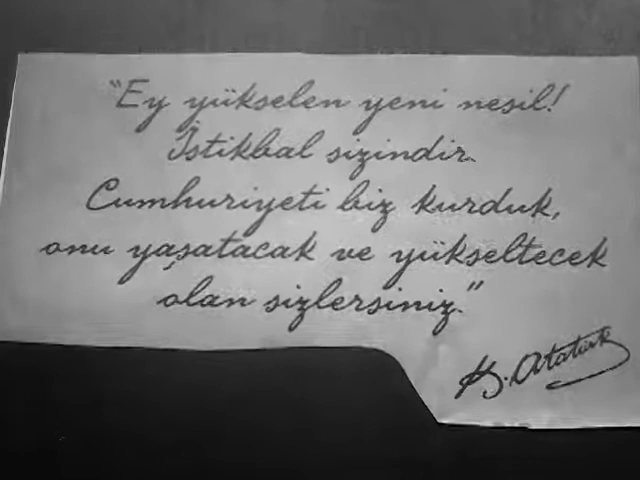 "Ey yükselen yeni nesil!
İstikbal sizindir.
Cumhuriyeti biz kurduk,
onu yaşatacak ve yükseltecek
olan sizlersiniz."
K. Atatürk